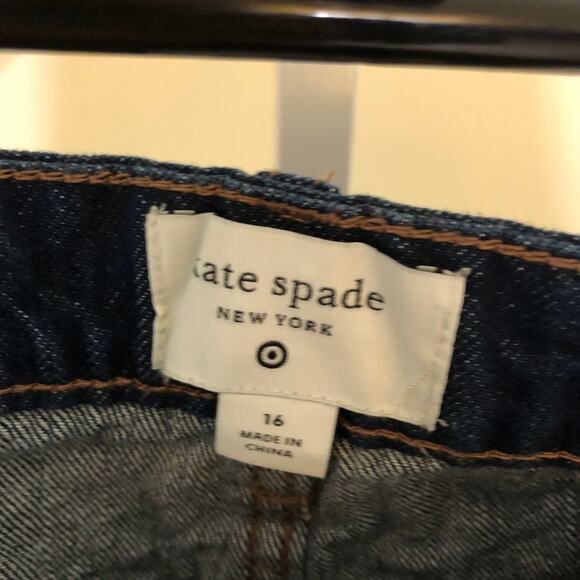 kate spade
NEW YORK
16
MADE IN
CHINA